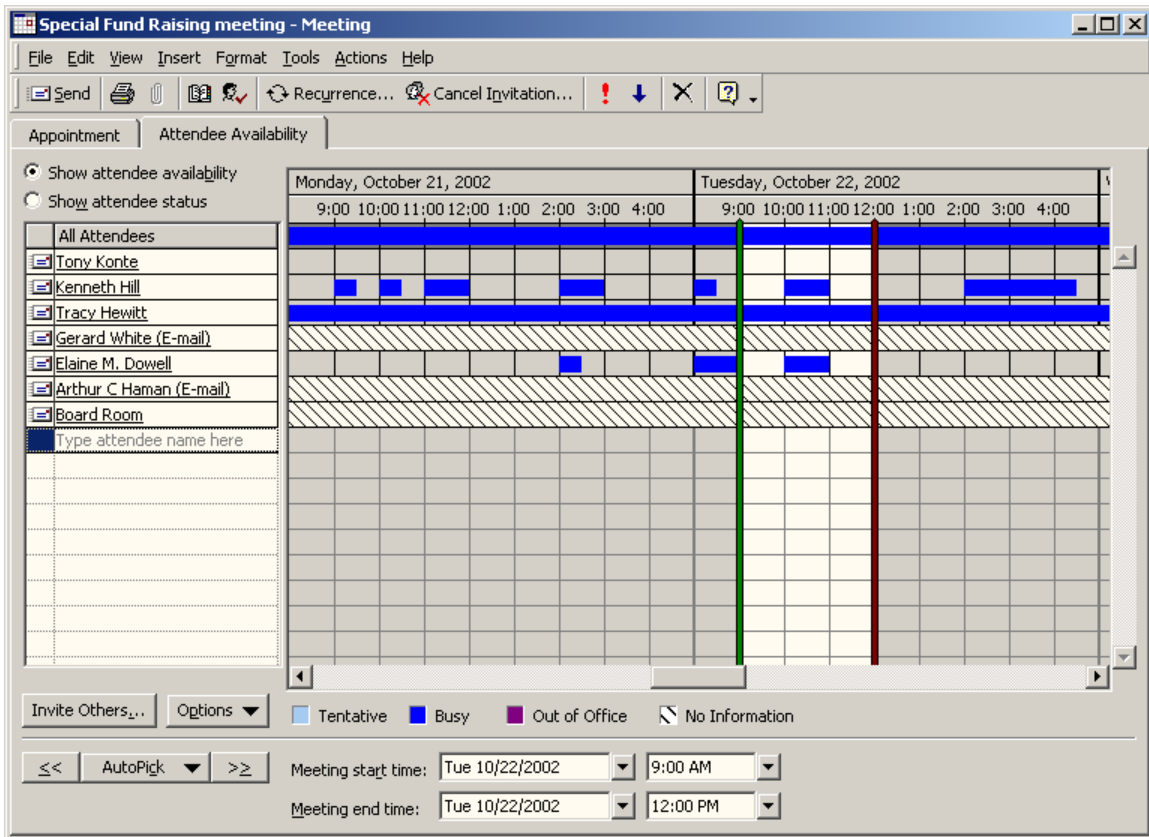 Special Fund Raising meeting - Meeting
File Edit View Insert Format Tools Actions Help
Send Recurrence... Cancel Invitation...
Appointment Attendee Availability
Show attendee availability
Show attendee status
Monday, October 21, 2002 Tuesday, October 22, 2002
9:00 10:00 11:00 12:00 1:00 2:00 3:00 4:00 9:00 10:00 11:00 12:00 1:00 2:00 3:00 4:00
All Attendees
Tony Konte
Kenneth Hill
Tracy Hewitt
Gerard White (E-mail)
Elaine M. Dowell
Arthur C Haman (E-mail)
Board Room
Type attendee name here
Invite Others... Options Tentative Busy Out of Office No Information
<< AutoPick >> Meeting start time: Tue 10/22/2002 9:00 AM
Meeting end time: Tue 10/22/2002 12:00 PM